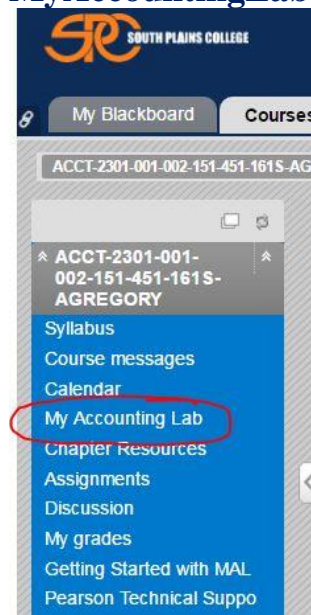 MyAccountingLab
SPC SOUTH PLAINS COLLEGE
My Blackboard Courses
ACCT-2301-001-002-151-451-161S-AG
ACCT-2301-001-
002-151-451-161S-
AGREGORY
Syllabus
Course messages
Calendar
My Accounting Lab
Chapter Resources
Assignments
Discussion
My grades
Getting Started with MAL
Pearson Technical Suppo